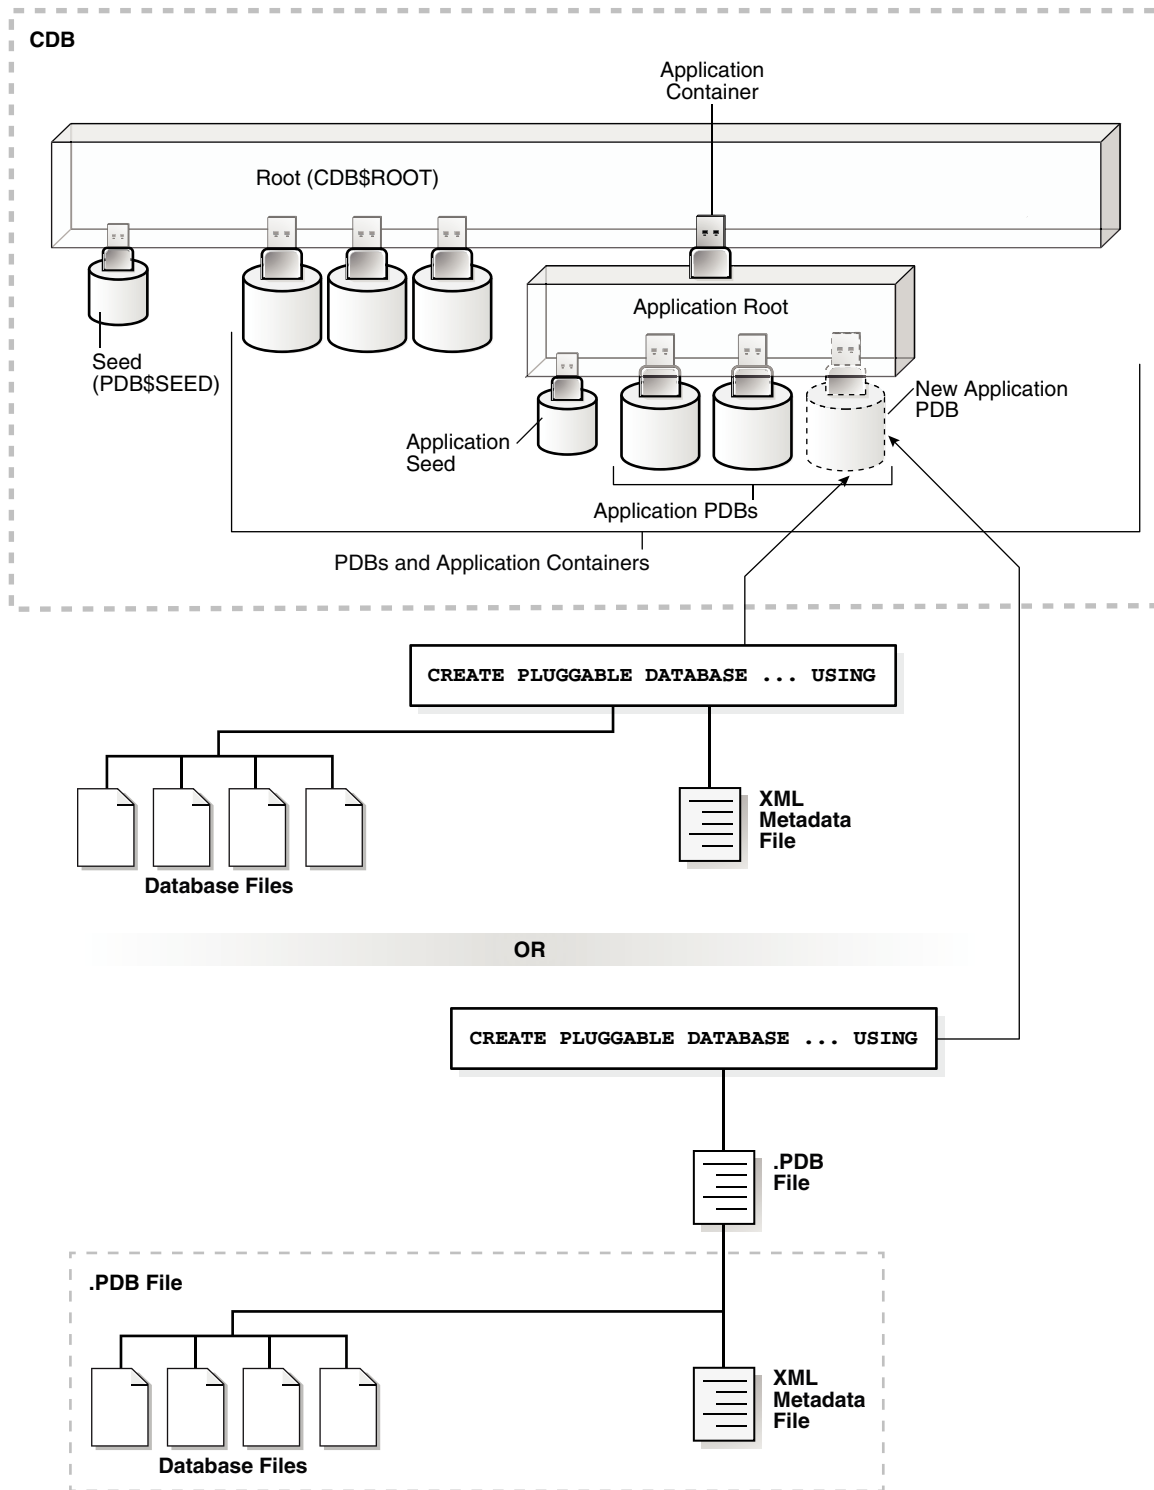 CDB
Application
Container
Root (CDB$ROOT)
Application Root
Seed
(PDB$SEED)
New Application
PDB
Application
Seed
Application PDBs
PDBs and Application Containers
CREATE PLUGGABLE DATABASE ... USING
XML
Metadata
File
Database Files
OR
CREATE PLUGGABLE DATABASE ... USING
.PDB
File
.PDB File
XML
Metadata
File
Database Files